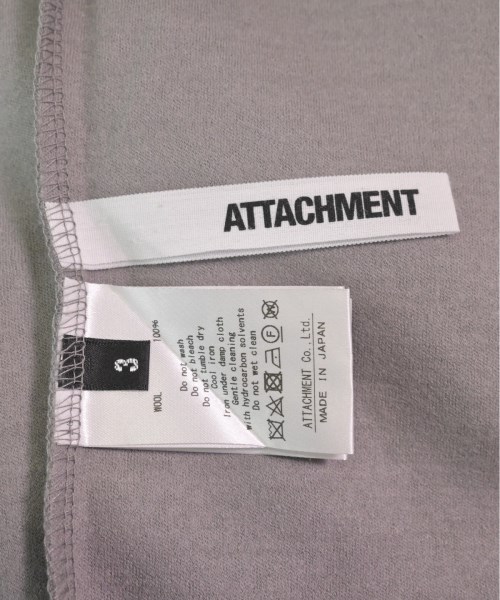 ATTACHMENT
3
WOOL 100%
Do not wash
Do not bleach
Do not tumble dry
Cool iron
Iron under damp cloth
Gentle cleaning
with hydrocarbon solvents
Do not wet clean
ATTACHMENT Co., Ltd.
MADE IN JAPAN